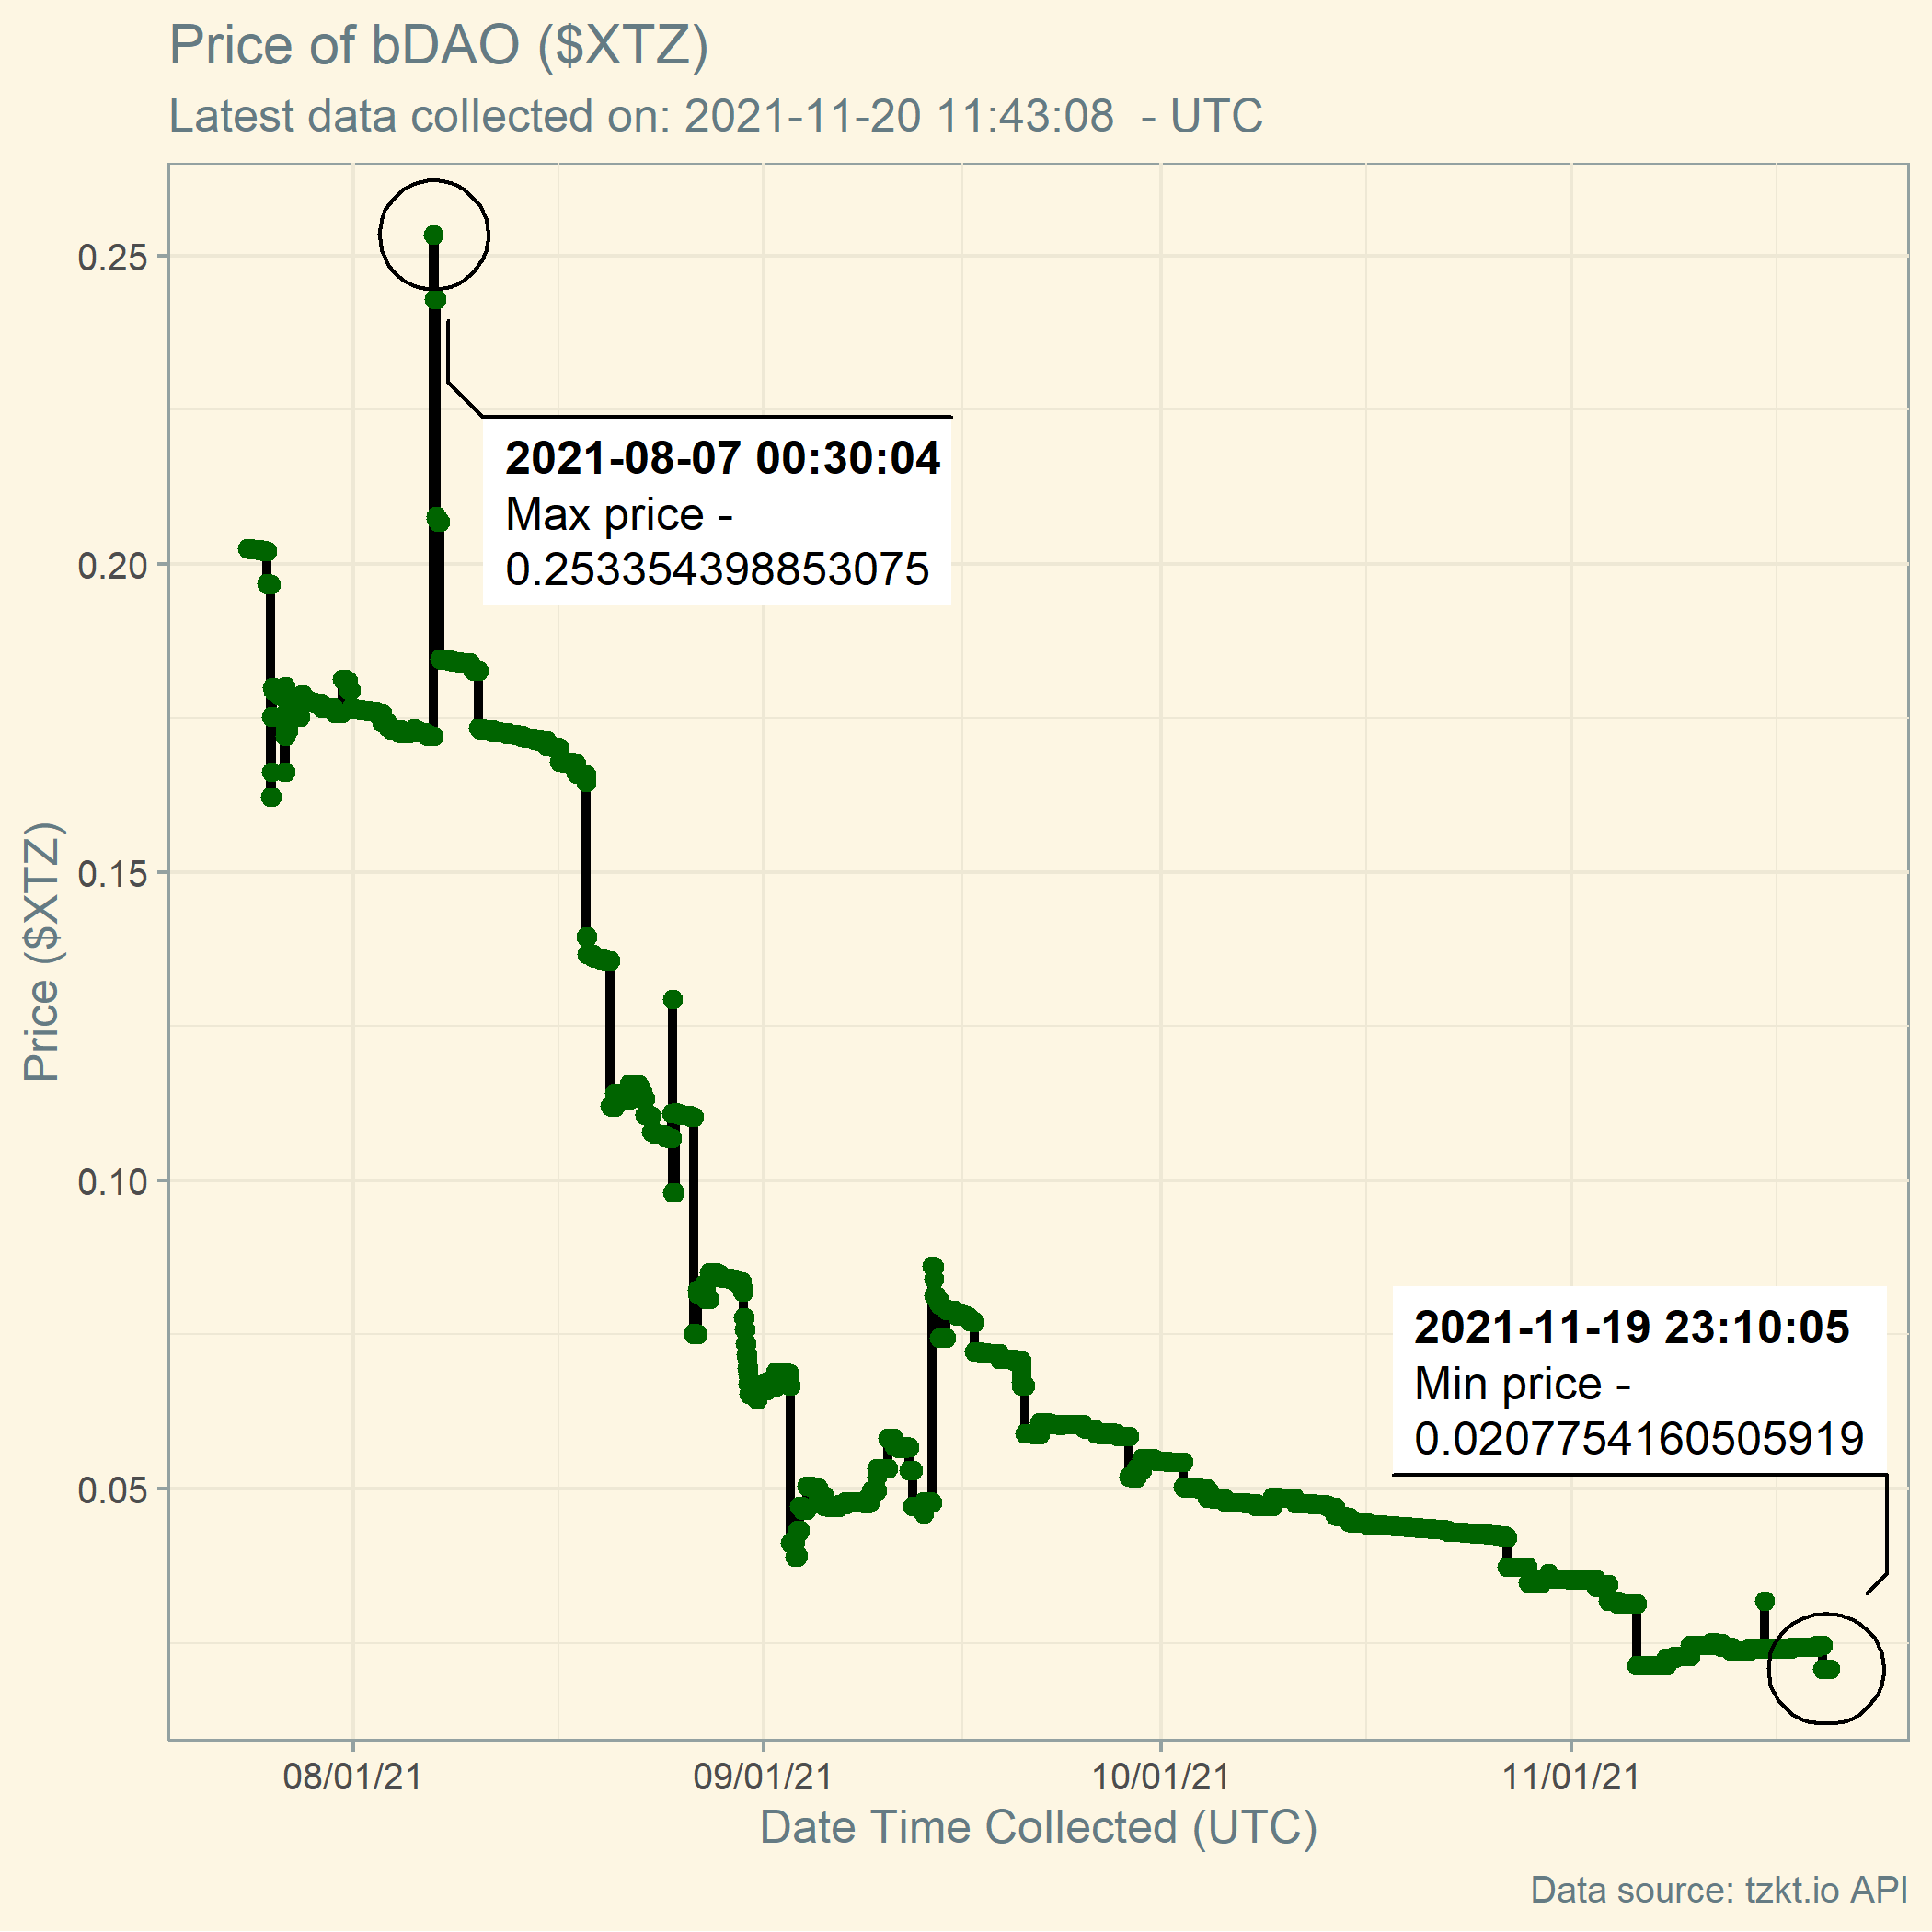 Price of bDAO ($XTZ)
Latest data collected on: 2021-11-20 11:43:08  - UTC
0.25
0.20
0.15
0.10
0.05
Price ($XTZ)
2021-08-07 00:30:04
Max price -
0.253354398853075
2021-11-19 23:10:05
Min price -
0.0207754160505919
08/01/21
09/01/21
10/01/21
11/01/21
Date Time Collected (UTC)
Data source: tzkt.io API